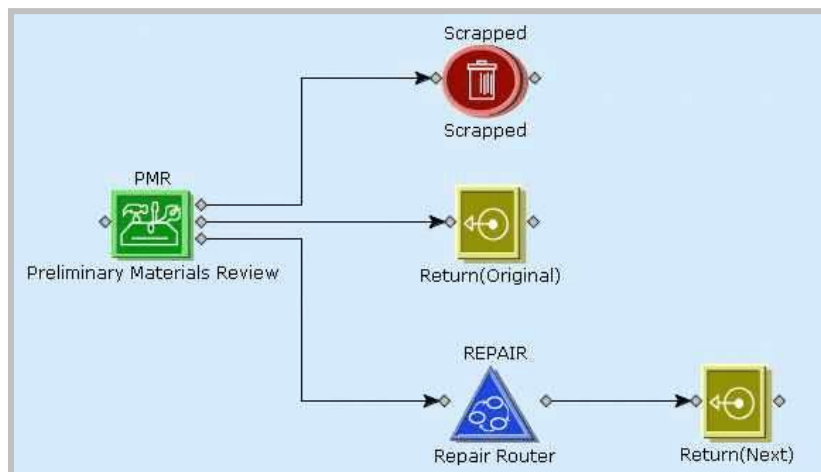 Scrapped
Scrapped
PMR
Preliminary Materials Review
Return(Original)
REPAIR
Repair Router
Return(Next)